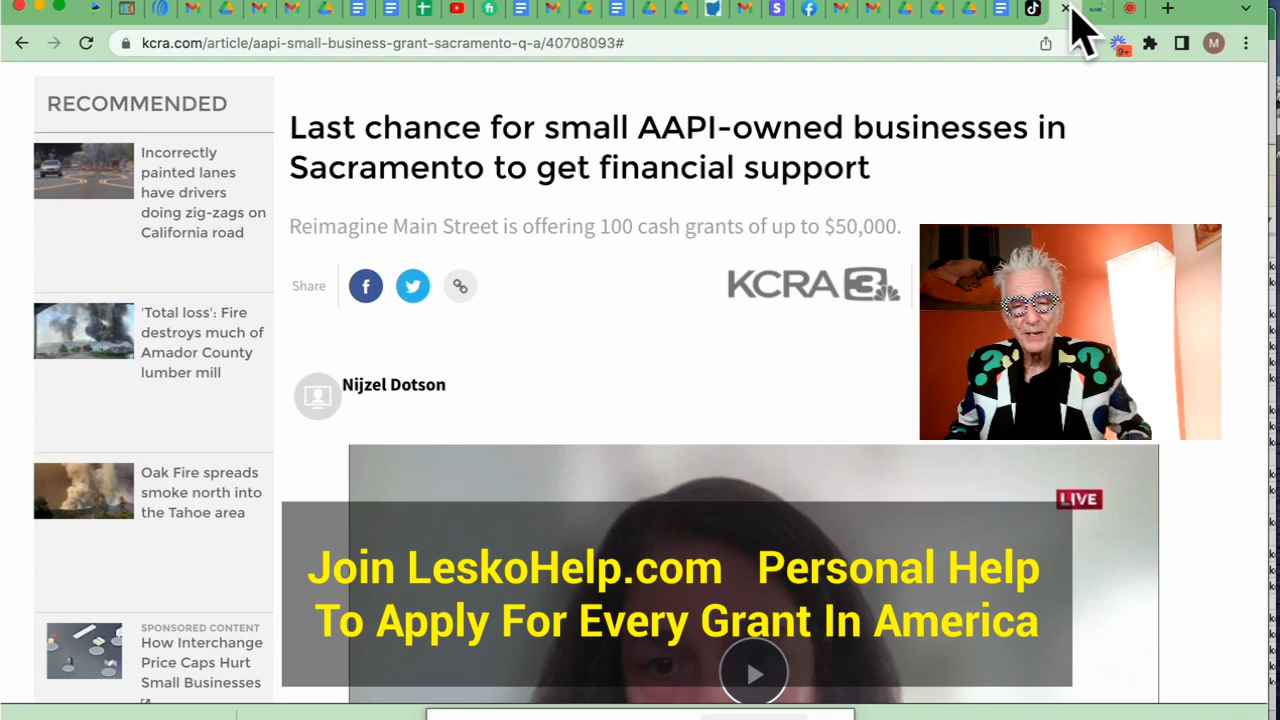 kcra.com/article/aapi-small-business-grant-sacramento-q-a/40708093#
9+
M
RECOMMENDED
Incorrectly
painted lanes
have drivers
doing zig-zags on
California road
'Total loss': Fire
destroys much of
Amador County
lumber mill
Oak Fire spreads
smoke north into
the Tahoe area
SPONSORED CONTENT
How Interchange
Price Caps Hurt
Small Businesses
Last chance for small AAPI-owned businesses in
Sacramento to get financial support
Reimagine Main Street is offering 100 cash grants of up to $50,000.
Share
KCRA 3
Nijzel Dotson
LIVE
Join LeskoHelp.com Personal Help
To Apply For Every Grant In America